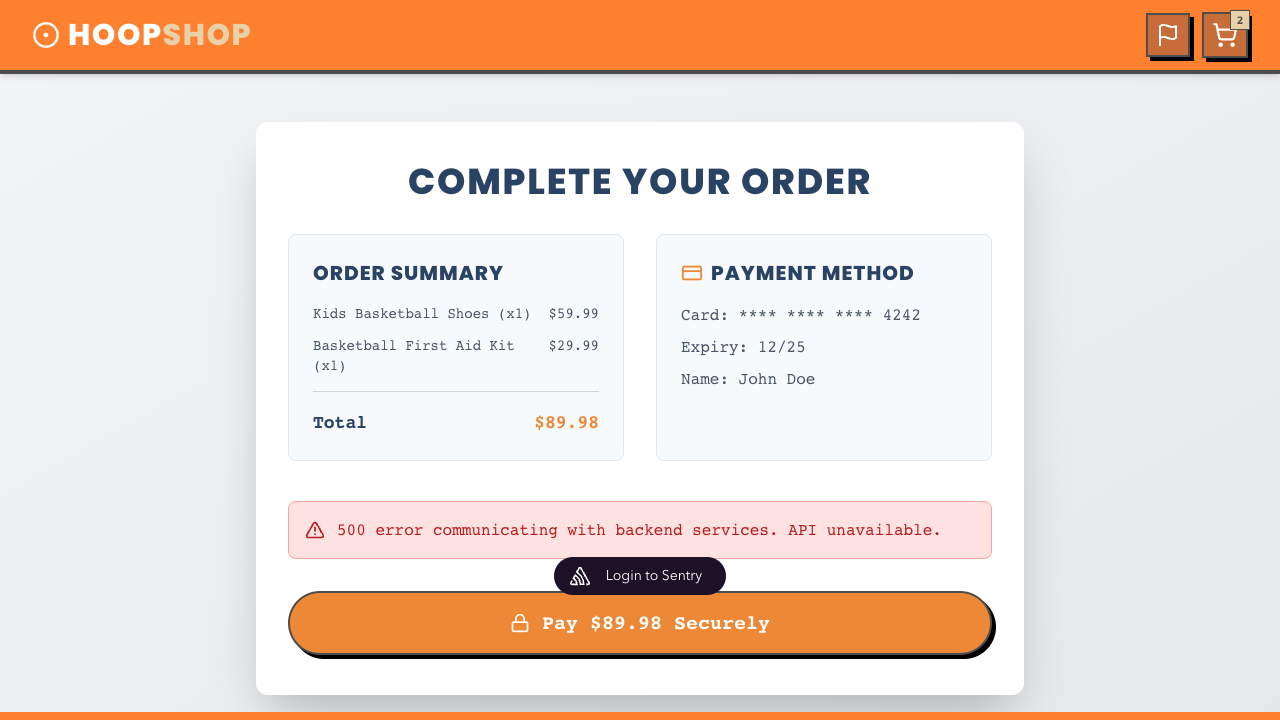 HOOPSHOP
2
COMPLETE YOUR ORDER
ORDER SUMMARY
Kids Basketball Shoes (x1) $59.99
Basketball First Aid Kit $29.99
(x1)
Total $89.98
PAYMENT METHOD
Card: **** **** **** 4242
Expiry: 12/25
Name: John Doe
500 error communicating with backend services. API unavailable.
Login to Sentry
Pay $89.98 Securely